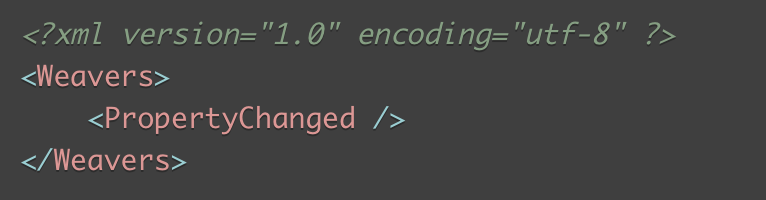 <?xml version="1.0" encoding="utf-8" ?>
<Weavers>
    <PropertyChanged />
</Weavers>